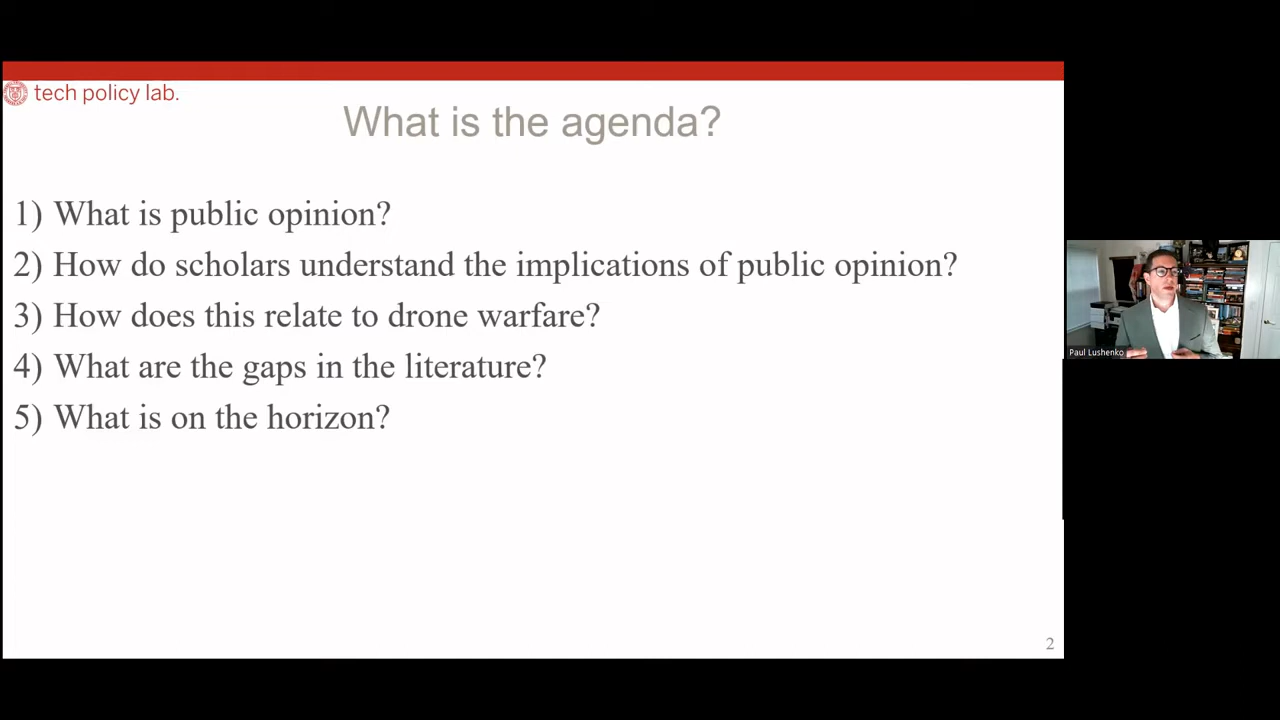 tech policy lab.
What is the agenda?
1) What is public opinion?
2) How do scholars understand the implications of public opinion?
3) How does this relate to drone warfare?
4) What are the gaps in the literature?
5) What is on the horizon?
Paul Lushenko
2